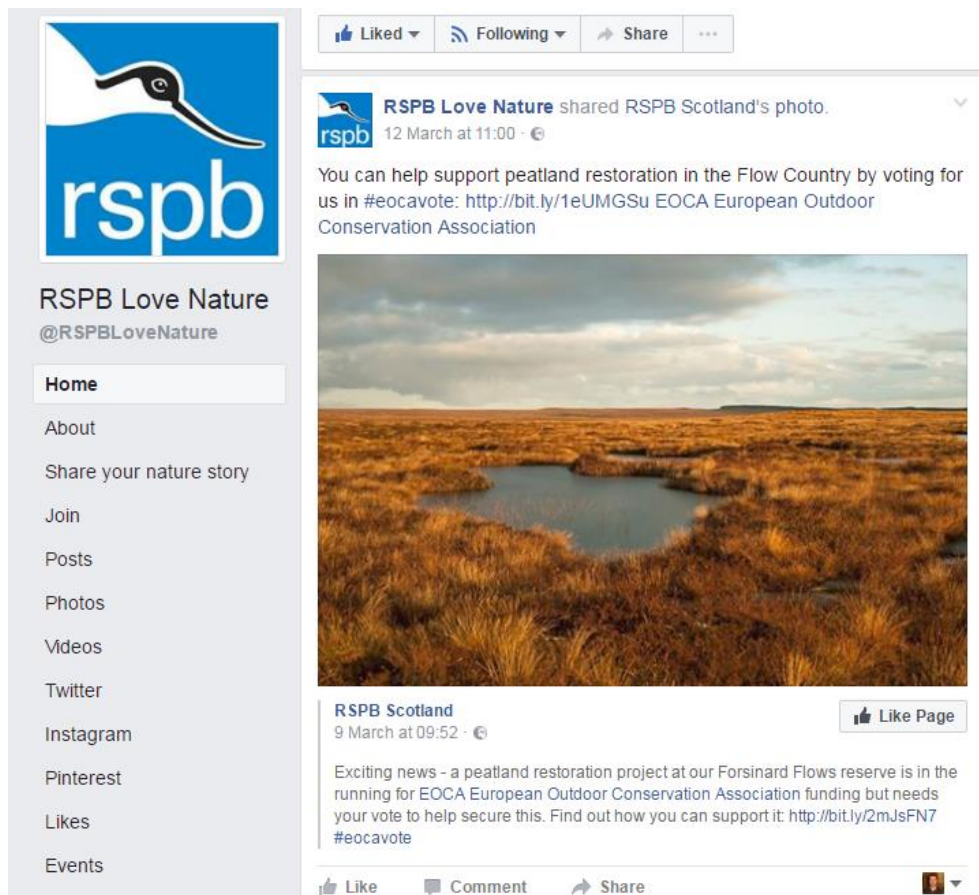 rspb
RSPB Love Nature
@RSPBLoveNature
Home
About
Share your nature story
Join
Posts
Photos
Videos
Twitter
Instagram
Pinterest
Likes
Events
Liked
Following
Share
rspb
RSPB Love Nature shared RSPB Scotland's photo.
12 March at 11:00 ·
You can help support peatland restoration in the Flow Country by voting for
us in #eocavote: http://bit.ly/1eUMGSu EOCA European Outdoor
Conservation Association
RSPB Scotland
9 March at 09:52 ·
Like Page
Exciting news - a peatland restoration project at our Forsinard Flows reserve is in the
running for EOCA European Outdoor Conservation Association funding but needs
your vote to help secure this. Find out how you can support it: http://bit.ly/2mJsFN7
#eocavote
Like
Comment
Share